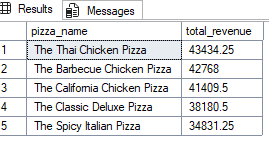 Results Messages
pizza_name total_revenue
1 The Thai Chicken Pizza 43434.25
2 The Barbecue Chicken Pizza 42768
3 The California Chicken Pizza 41409.5
4 The Classic Deluxe Pizza 38180.5
5 The Spicy Italian Pizza 34831.25